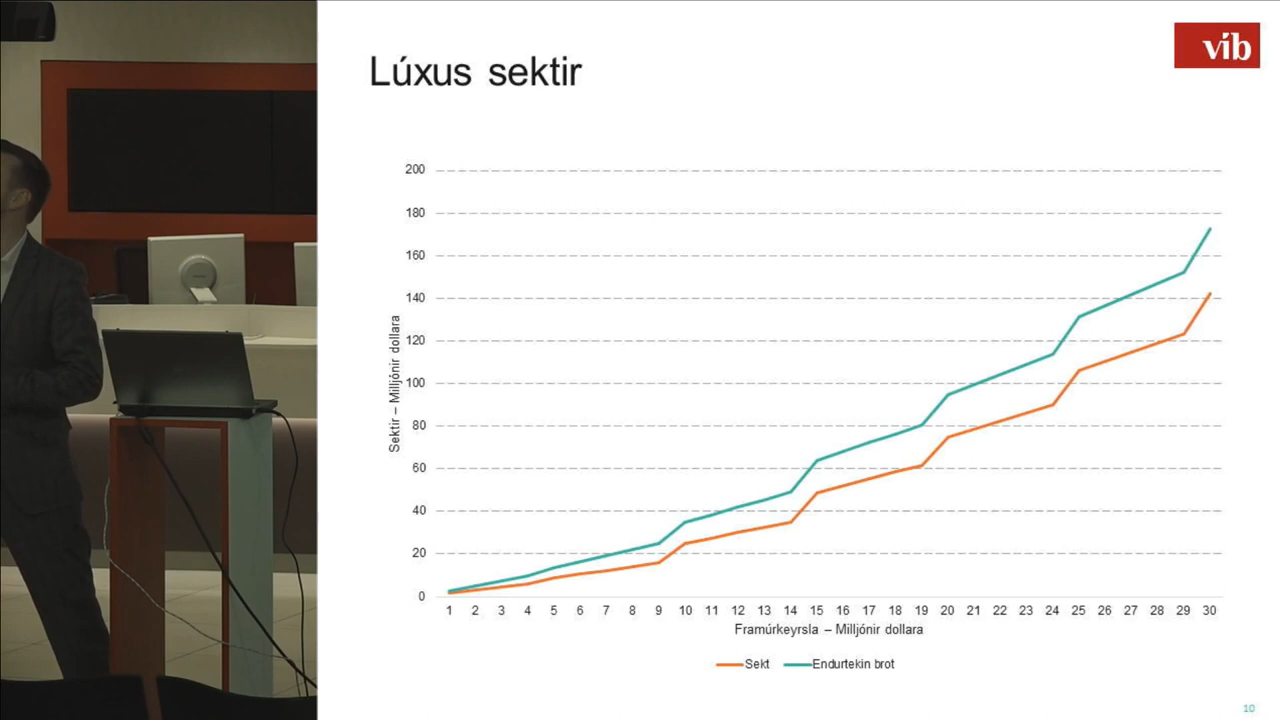 Lúxus sektir
víb
Sektir – Milljónir dollara
200
180
160
140
120
100
80
60
40
20
0
1 2 3 4 5 6 7 8 9 10 11 12 13 14 15 16 17 18 19 20 21 22 23 24 25 26 27 28 29 30
Framúrkeyrsla – Milljónir dollara
Sekt Endurtekin brot
10